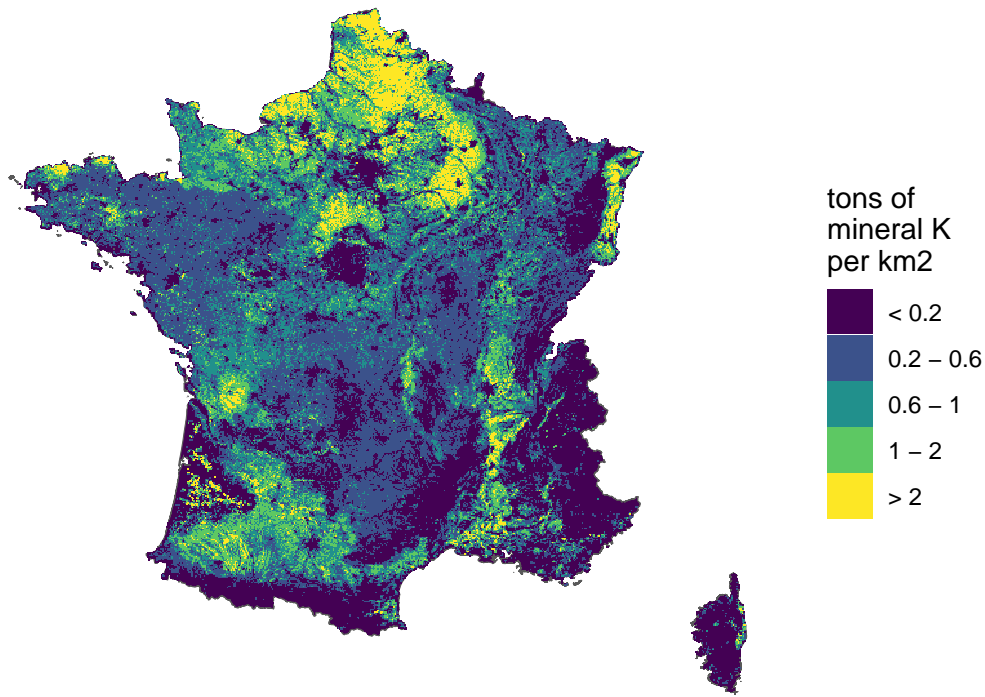 tons of
mineral K
per km2
< 0.2
0.2 – 0.6
0.6 – 1
1 – 2
> 2